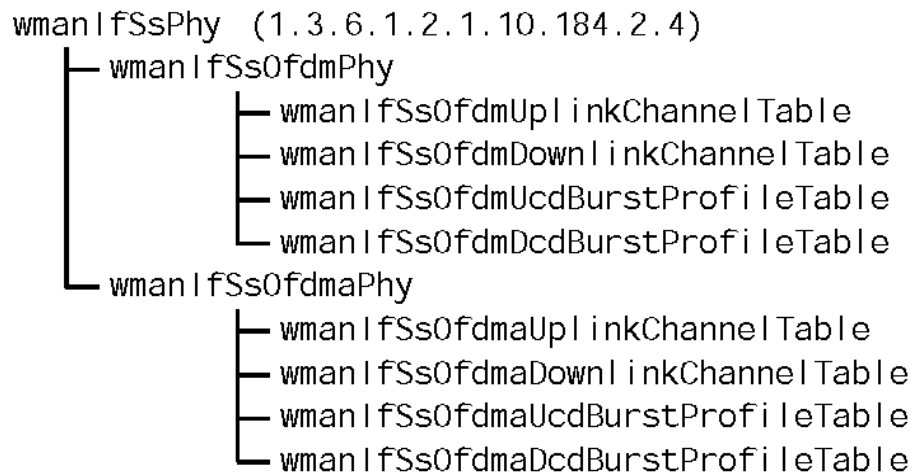 wmanIfSsPhy (1.3.6.1.2.1.10.184.2.4)
wmanIfSsOfdmPhy
wmanIfSsOfdmUplinkChannelTable
wmanIfSsOfdmDownlinkChannelTable
wmanIfSsOfdmUcdBurstProfileTable
wmanIfSsOfdmDcdBurstProfileTable
wmanIfSsOfdmaPhy
wmanIfSsOfdmaUplinkChannelTable
wmanIfSsOfdmaDownlinkChannelTable
wmanIfSsOfdmaUcdBurstProfileTable
wmanIfSsOfdmaDcdBurstProfileTable